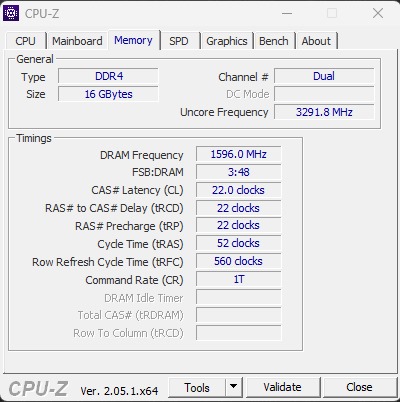 CPU-Z
CPU Mainboard Memory SPD Graphics Bench About
General
Type DDR4 Channel # Dual
Size 16 GBytes DC Mode
Uncore Frequency 3291.8 MHz
Timings
DRAM Frequency 1596.0 MHz
FSB:DRAM 3:48
CAS# Latency (CL) 22.0 clocks
RAS# to CAS# Delay (tRCD) 22 clocks
RAS# Precharge (tRP) 22 clocks
Cycle Time (tRAS) 52 clocks
Row Refresh Cycle Time (tRFC) 560 clocks
Command Rate (CR) 1T
DRAM Idle Timer
Total CAS# (tRDRAM)
Row To Column (tRCD)
CPU-Z Ver. 2.05.1.x64 Tools Validate Close